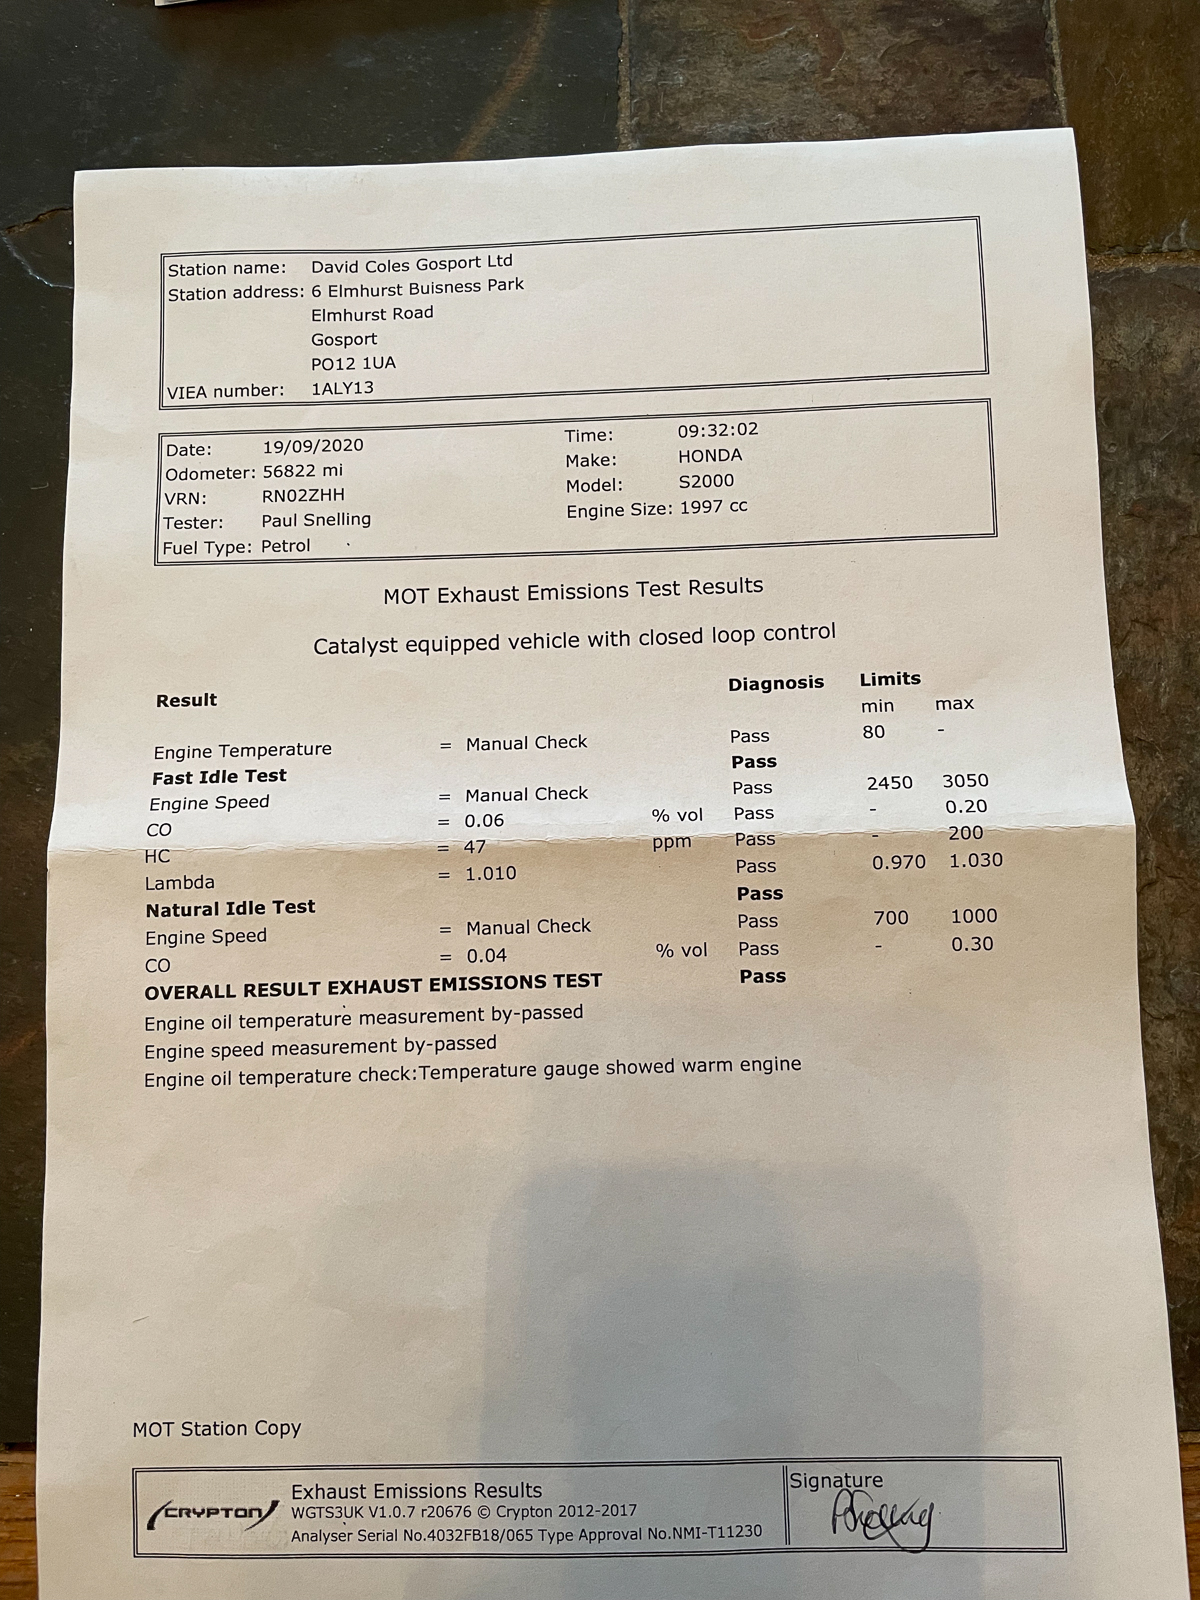 Station name: David Coles Gosport Ltd
Station address: 6 Elmhurst Buisness Park
Elmhurst Road
Gosport
PO12 1UA
VIEA number: 1ALY13
Date: 19/09/2020 Time: 09:32:02
Odometer: 56822 mi Make: HONDA
VRN: RN02ZHH Model: S2000
Tester: Paul Snelling Engine Size: 1997 cc
Fuel Type: Petrol
MOT Exhaust Emissions Test Results
Catalyst equipped vehicle with closed loop control
Result Diagnosis Limits
min max
Engine Temperature = Manual Check Pass 80 -
Fast Idle Test Pass
Engine Speed = Manual Check Pass 2450 3050
CO = 0.06 % vol Pass - 0.20
HC = 47 ppm Pass - 200
Lambda = 1.010 Pass 0.970 1.030
Natural Idle Test Pass
Engine Speed = Manual Check Pass 700 1000
CO = 0.04 % vol Pass - 0.30
OVERALL RESULT EXHAUST EMISSIONS TEST Pass
Engine oil temperature measurement by-passed
Engine speed measurement by-passed
Engine oil temperature check:Temperature gauge showed warm engine
MOT Station Copy
CRYPTON
Exhaust Emissions Results
WGTS3UK V1.0.7 r20676 © Crypton 2012-2017
Analyser Serial No.4032FB18/065 Type Approval No.NMI-T11230
Signature